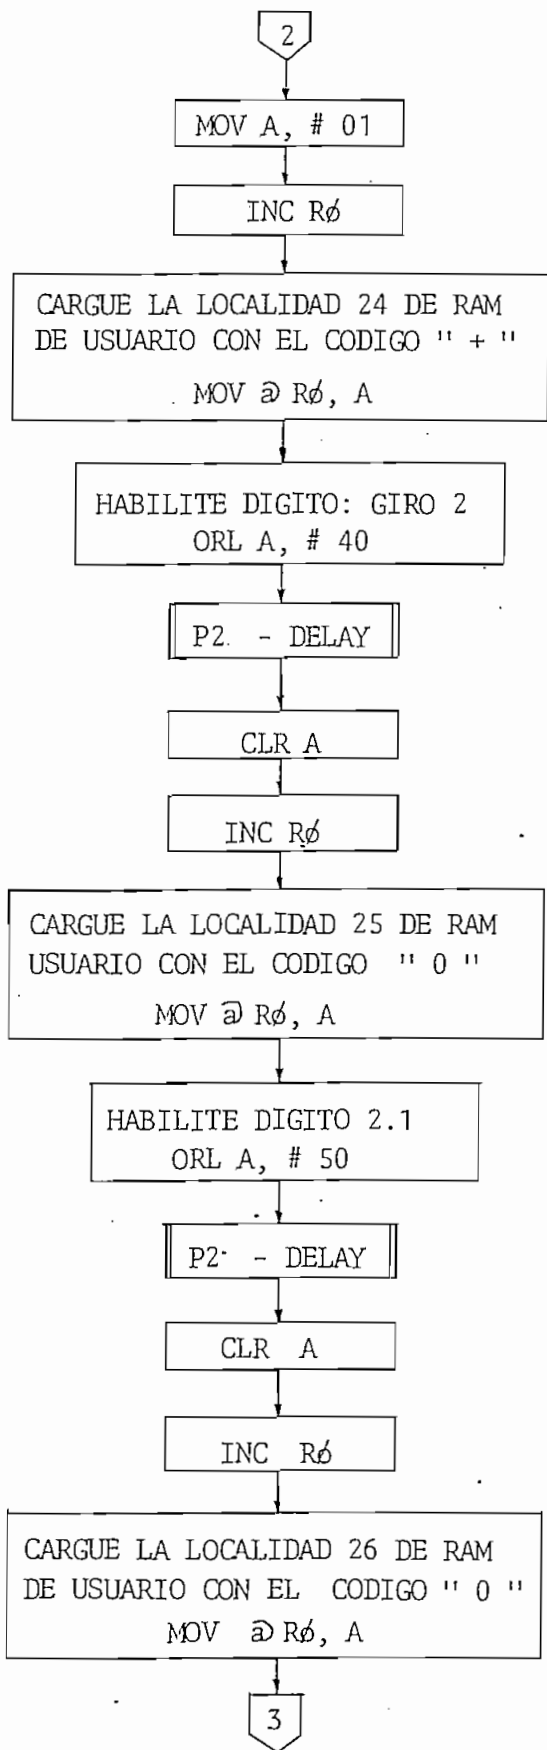 2
MOV A, # 01
INC RØ
CARGUE LA LOCALIDAD 24 DE RAM
DE USUARIO CON EL CODIGO " + "
MOV @ RØ, A
HABILITE DIGITO: GIRO 2
ORL A, # 40
P2 - DELAY
CLR A
INC RØ
CARGUE LA LOCALIDAD 25 DE RAM
USUARIO CON EL CODIGO " 0 "
MOV @ RØ, A
HABILITE DIGITO 2.1
ORL A, # 50
P2 - DELAY
CLR A
INC RØ
CARGUE LA LOCALIDAD 26 DE RAM
DE USUARIO CON EL CODIGO " 0 "
MOV @ RØ, A
3